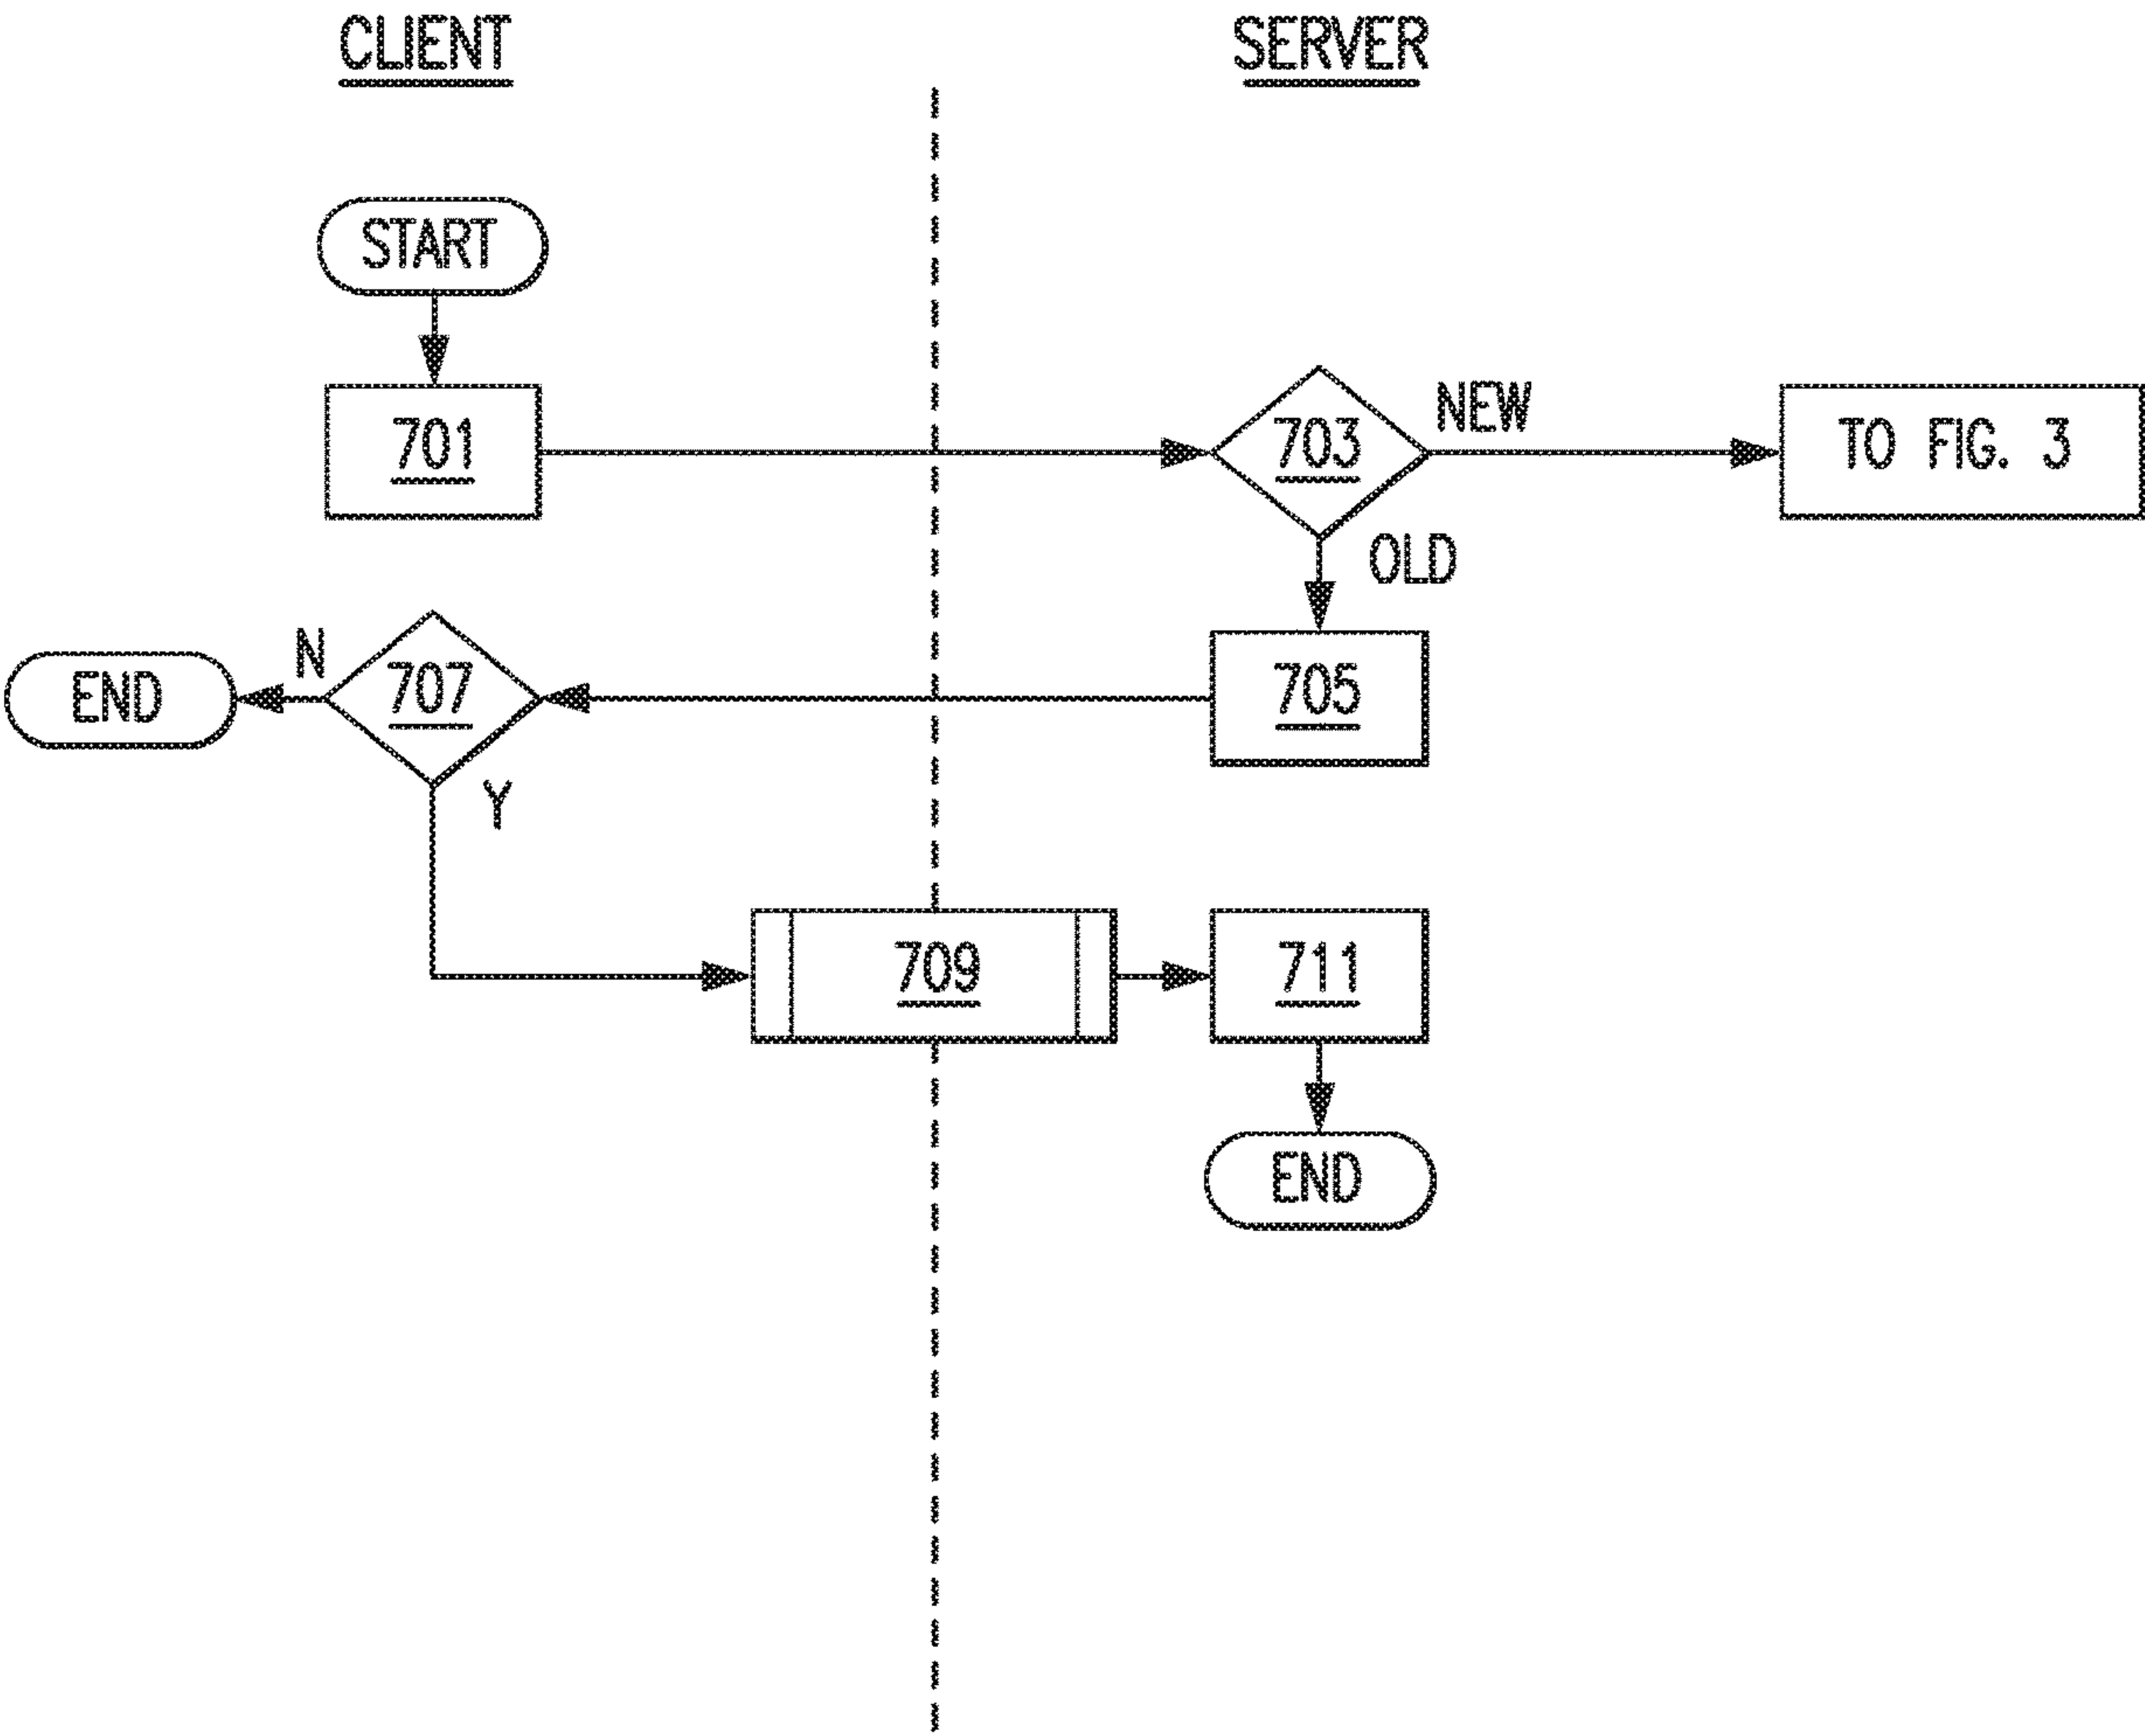 CLIENT
SERVER
START
701
703
NEW
TO FIG. 3
OLD
END
N
707
705
Y
709
711
END